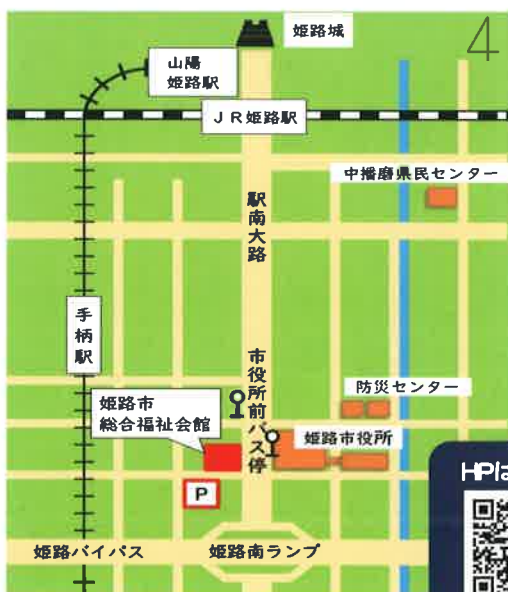 姫路城
4
山陽
姫路駅
JR姫路駅
中播磨県民センター
駅南大路
手柄駅
市役所前バス停
防災センター
姫路市
総合福祉会館
姫路市役所
HPは
P
姫路バイパス
姫路南ランプ